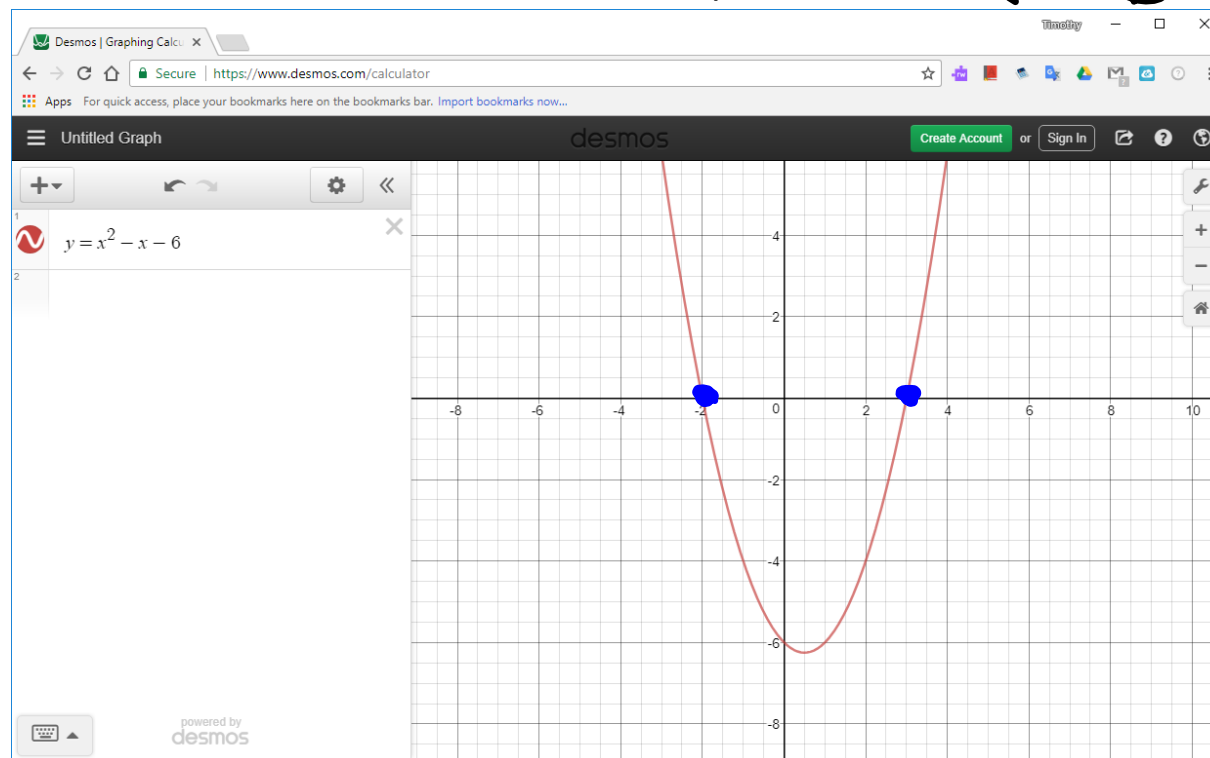 Timothy
Desmos | Graphing Calcu
Secure | https://www.desmos.com/calculator
Apps For quick access, place your bookmarks here on the bookmarks bar. Import bookmarks now...
Untitled Graph desmos Create Account or Sign In
1
y = x² − x − 6
2
4
2
-8 -6 -4 -2 0 2 4 6 8 10
-2
-4
-6
-8
powered by
desmos